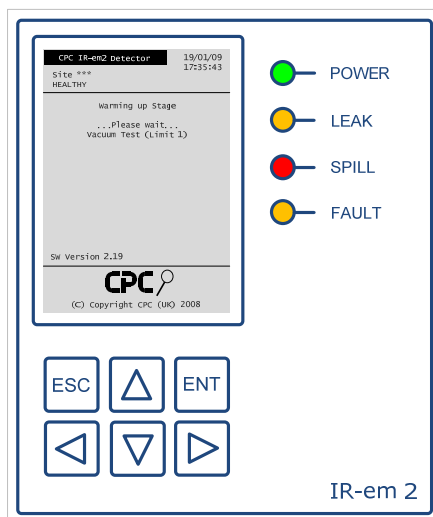 CPC IR-em2 Detector
19/01/09
17:35:43
Site ***
HEALTHY
Warming up Stage
...Please wait...
Vacuum Test (Limit 1)
SW Version 2.19
CPC
(C) Copyright CPC (UK) 2008
POWER
LEAK
SPILL
FAULT
ESC
ENT
IR-em 2